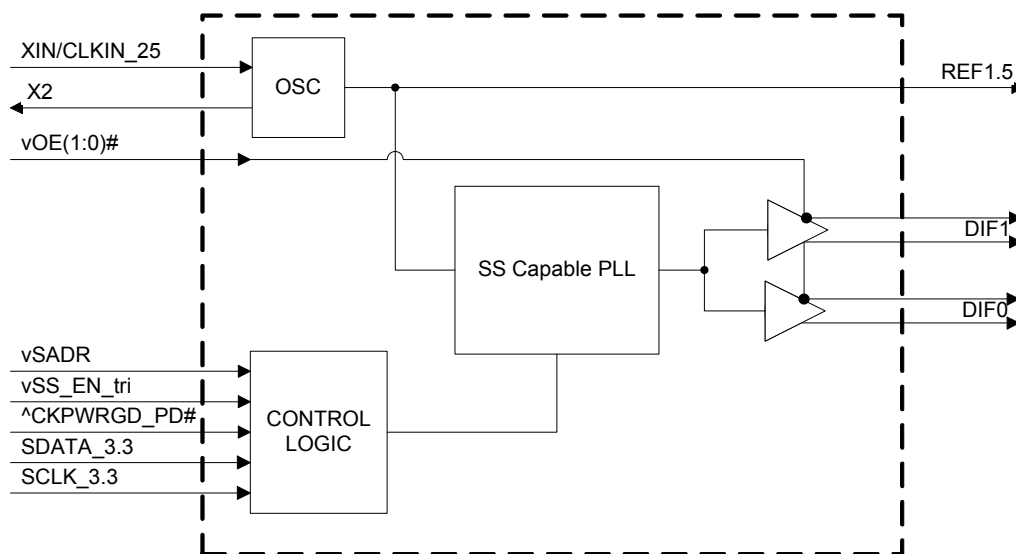 XIN/CLKIN_25
OSC
REF1.5
X2
vOE(1:0)#
DIF1
SS Capable PLL
DIF0
vSADR
vSS_EN_tri
^CKPWRGD_PD#
SDATA_3.3
SCLK_3.3
CONTROL
LOGIC